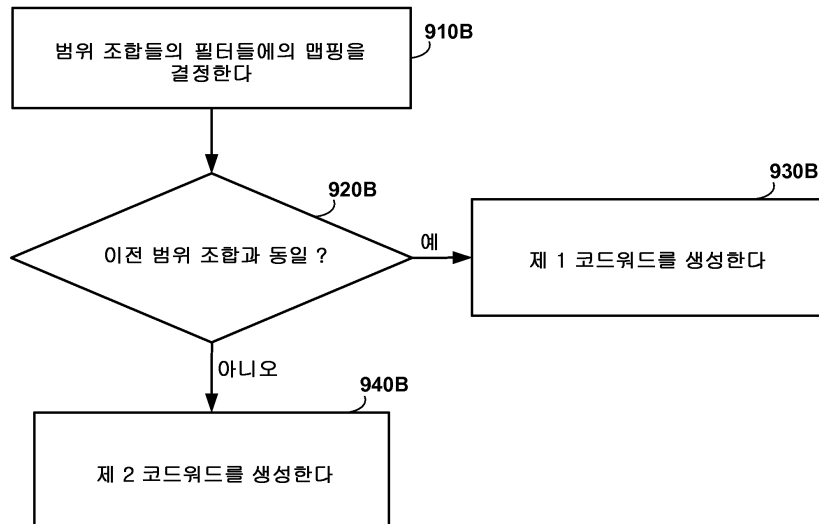 범위 조합들의 필터들에의 맵핑을
결정한다
910B
920B
이전 범위 조합과 동일 ?
예
930B
제 1 코드워드를 생성한다
아니오
940B
제 2 코드워드를 생성한다